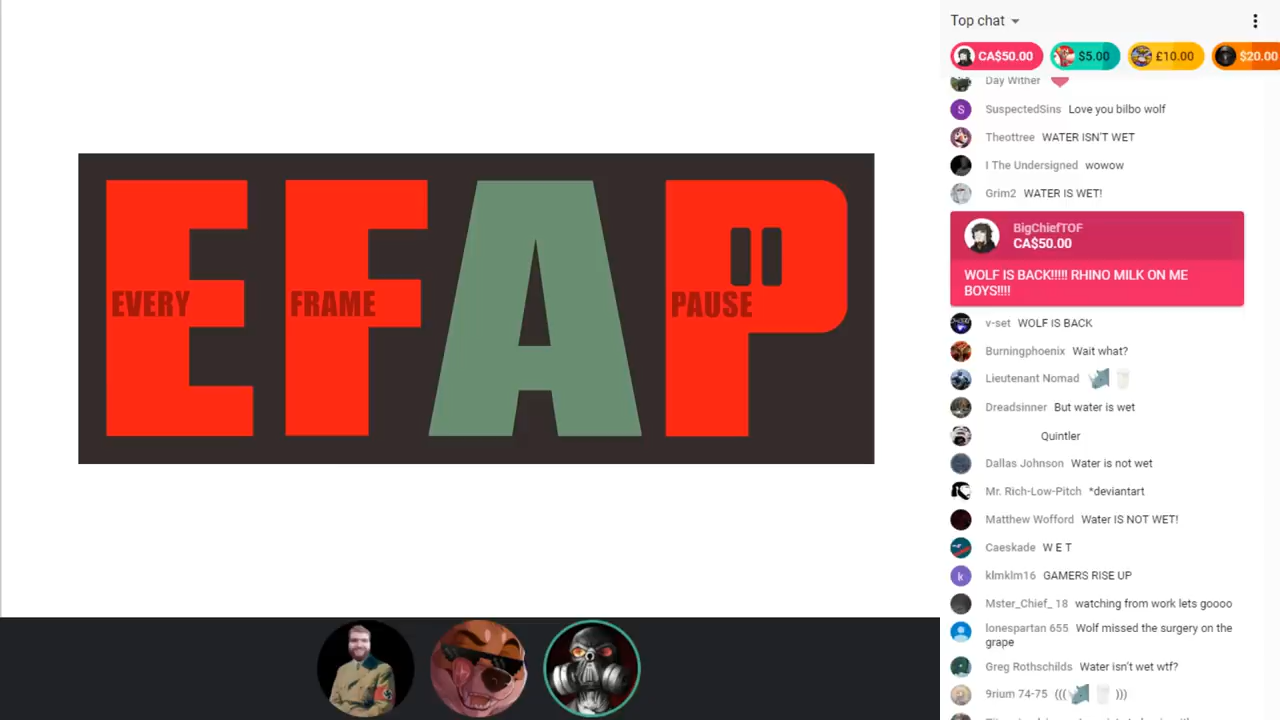 EVERY
FRAME
EFAP
PAUSE
Top chat
CA$50.00
$5.00
£10.00
$20.00
Day Wither
SuspectedSins Love you bilbo wolf
Theottree WATER ISN'T WET
I The Undersigned wowow
Grim2 WATER IS WET!
BigChiefTOF
CA$50.00
WOLF IS BACK!!!!! RHINO MILK ON ME
BOYS!!!!
v-set WOLF IS BACK
Burningphoenix Wait what?
Lieutenant Nomad
Dreadsinner But water is wet
Quintler
Dallas Johnson Water is not wet
Mr. Rich-Low-Pitch *deviantart
Matthew Wofford Water IS NOT WET!
Caeskade W E T
klmklm16 GAMERS RISE UP
Mster_Chief_ 18 watching from work lets goooo
lonespartan 655 Wolf missed the surgery on the
grape
Greg Rothschilds Water isn't wet wtf?
9rium 74-75 ((( )))